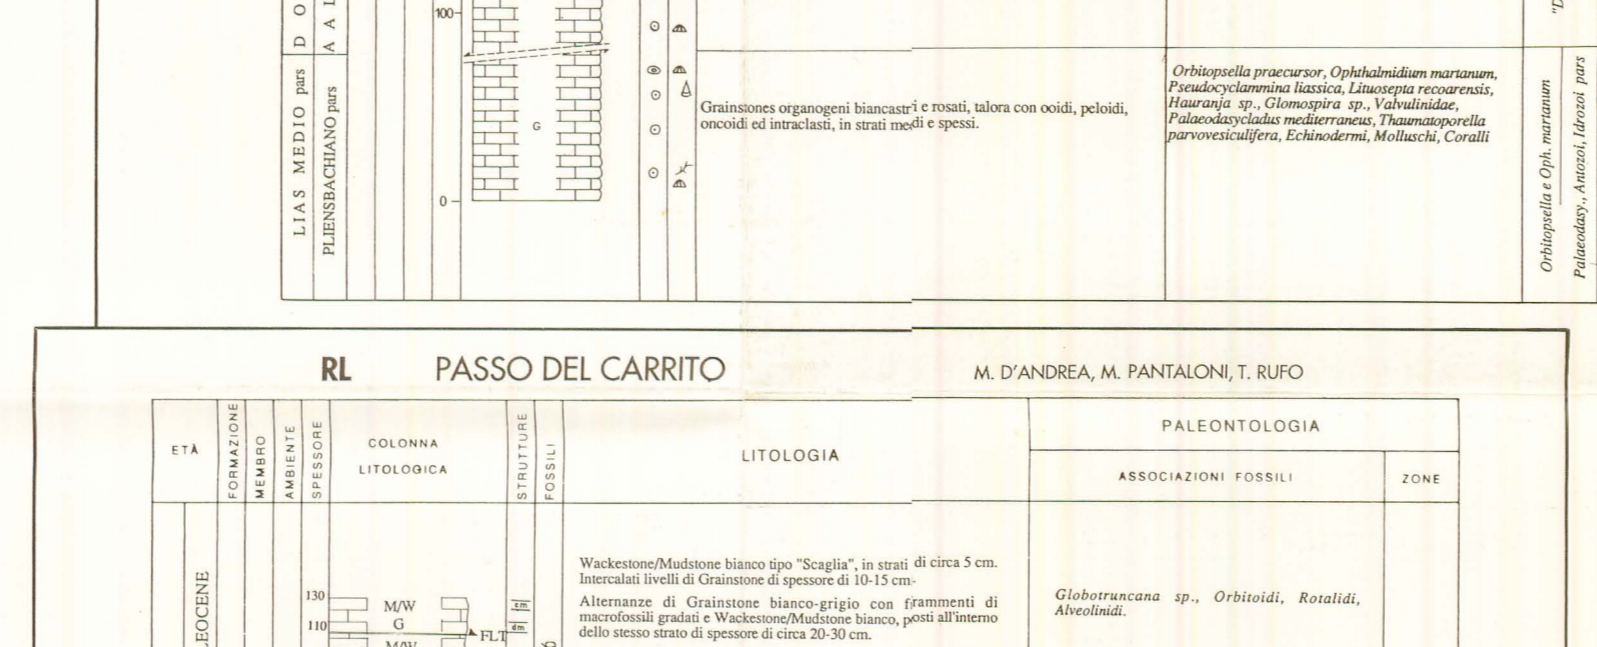 100
LIAS MEDIO pars
PLIENSBACHIANO pars
G
0
Grainstones organogeni biancastri e rosati, talora con ooidi, peloidi,
oncoidi ed intraclasti, in strati medi e spessi.
Orbitopsella praecursor, Ophthalmidium martanum,
Pseudocyclammina liassica, Lituosepta recoarensis,
Hauranja sp., Glomospira sp., Valvulinidae,
Palaeodasycladus mediterraneus, Thaumatoporella
parvovesiculifera, Echinodermi, Molluschi, Coralli
Orbitopsella e Oph. martanum
Palaeodasy., Antozoi, Idrozoi pars
RL PASSO DEL CARRITO
M. D'ANDREA, M. PANTALONI, T. RUFO
ETÀ
FORMAZIONE
MEMBRO
AMBIENTE
SPESSORE
COLONNA
LITOLOGICA
STRUTTURE
FOSSILI
LITOLOGIA
PALEONTOLOGIA
ASSOCIAZIONI FOSSILI
ZONE
Wackestone/Mudstone bianco tipo "Scaglia", in strati di circa 5 cm.
Intercalati livelli di Grainstone di spessore di 10-15 cm.
Alternanze di Grainstone bianco-grigio con frammenti di
macrofossili gradati e Wackestone/Mudstone bianco, posti all'interno
dello stesso strato di spessore di circa 20-30 cm.
Globotruncana sp., Orbitoidi, Rotalidi,
Alveolinidi.
LEOCENE
130
M/W
cm
110
G
dm
FLT
M/W